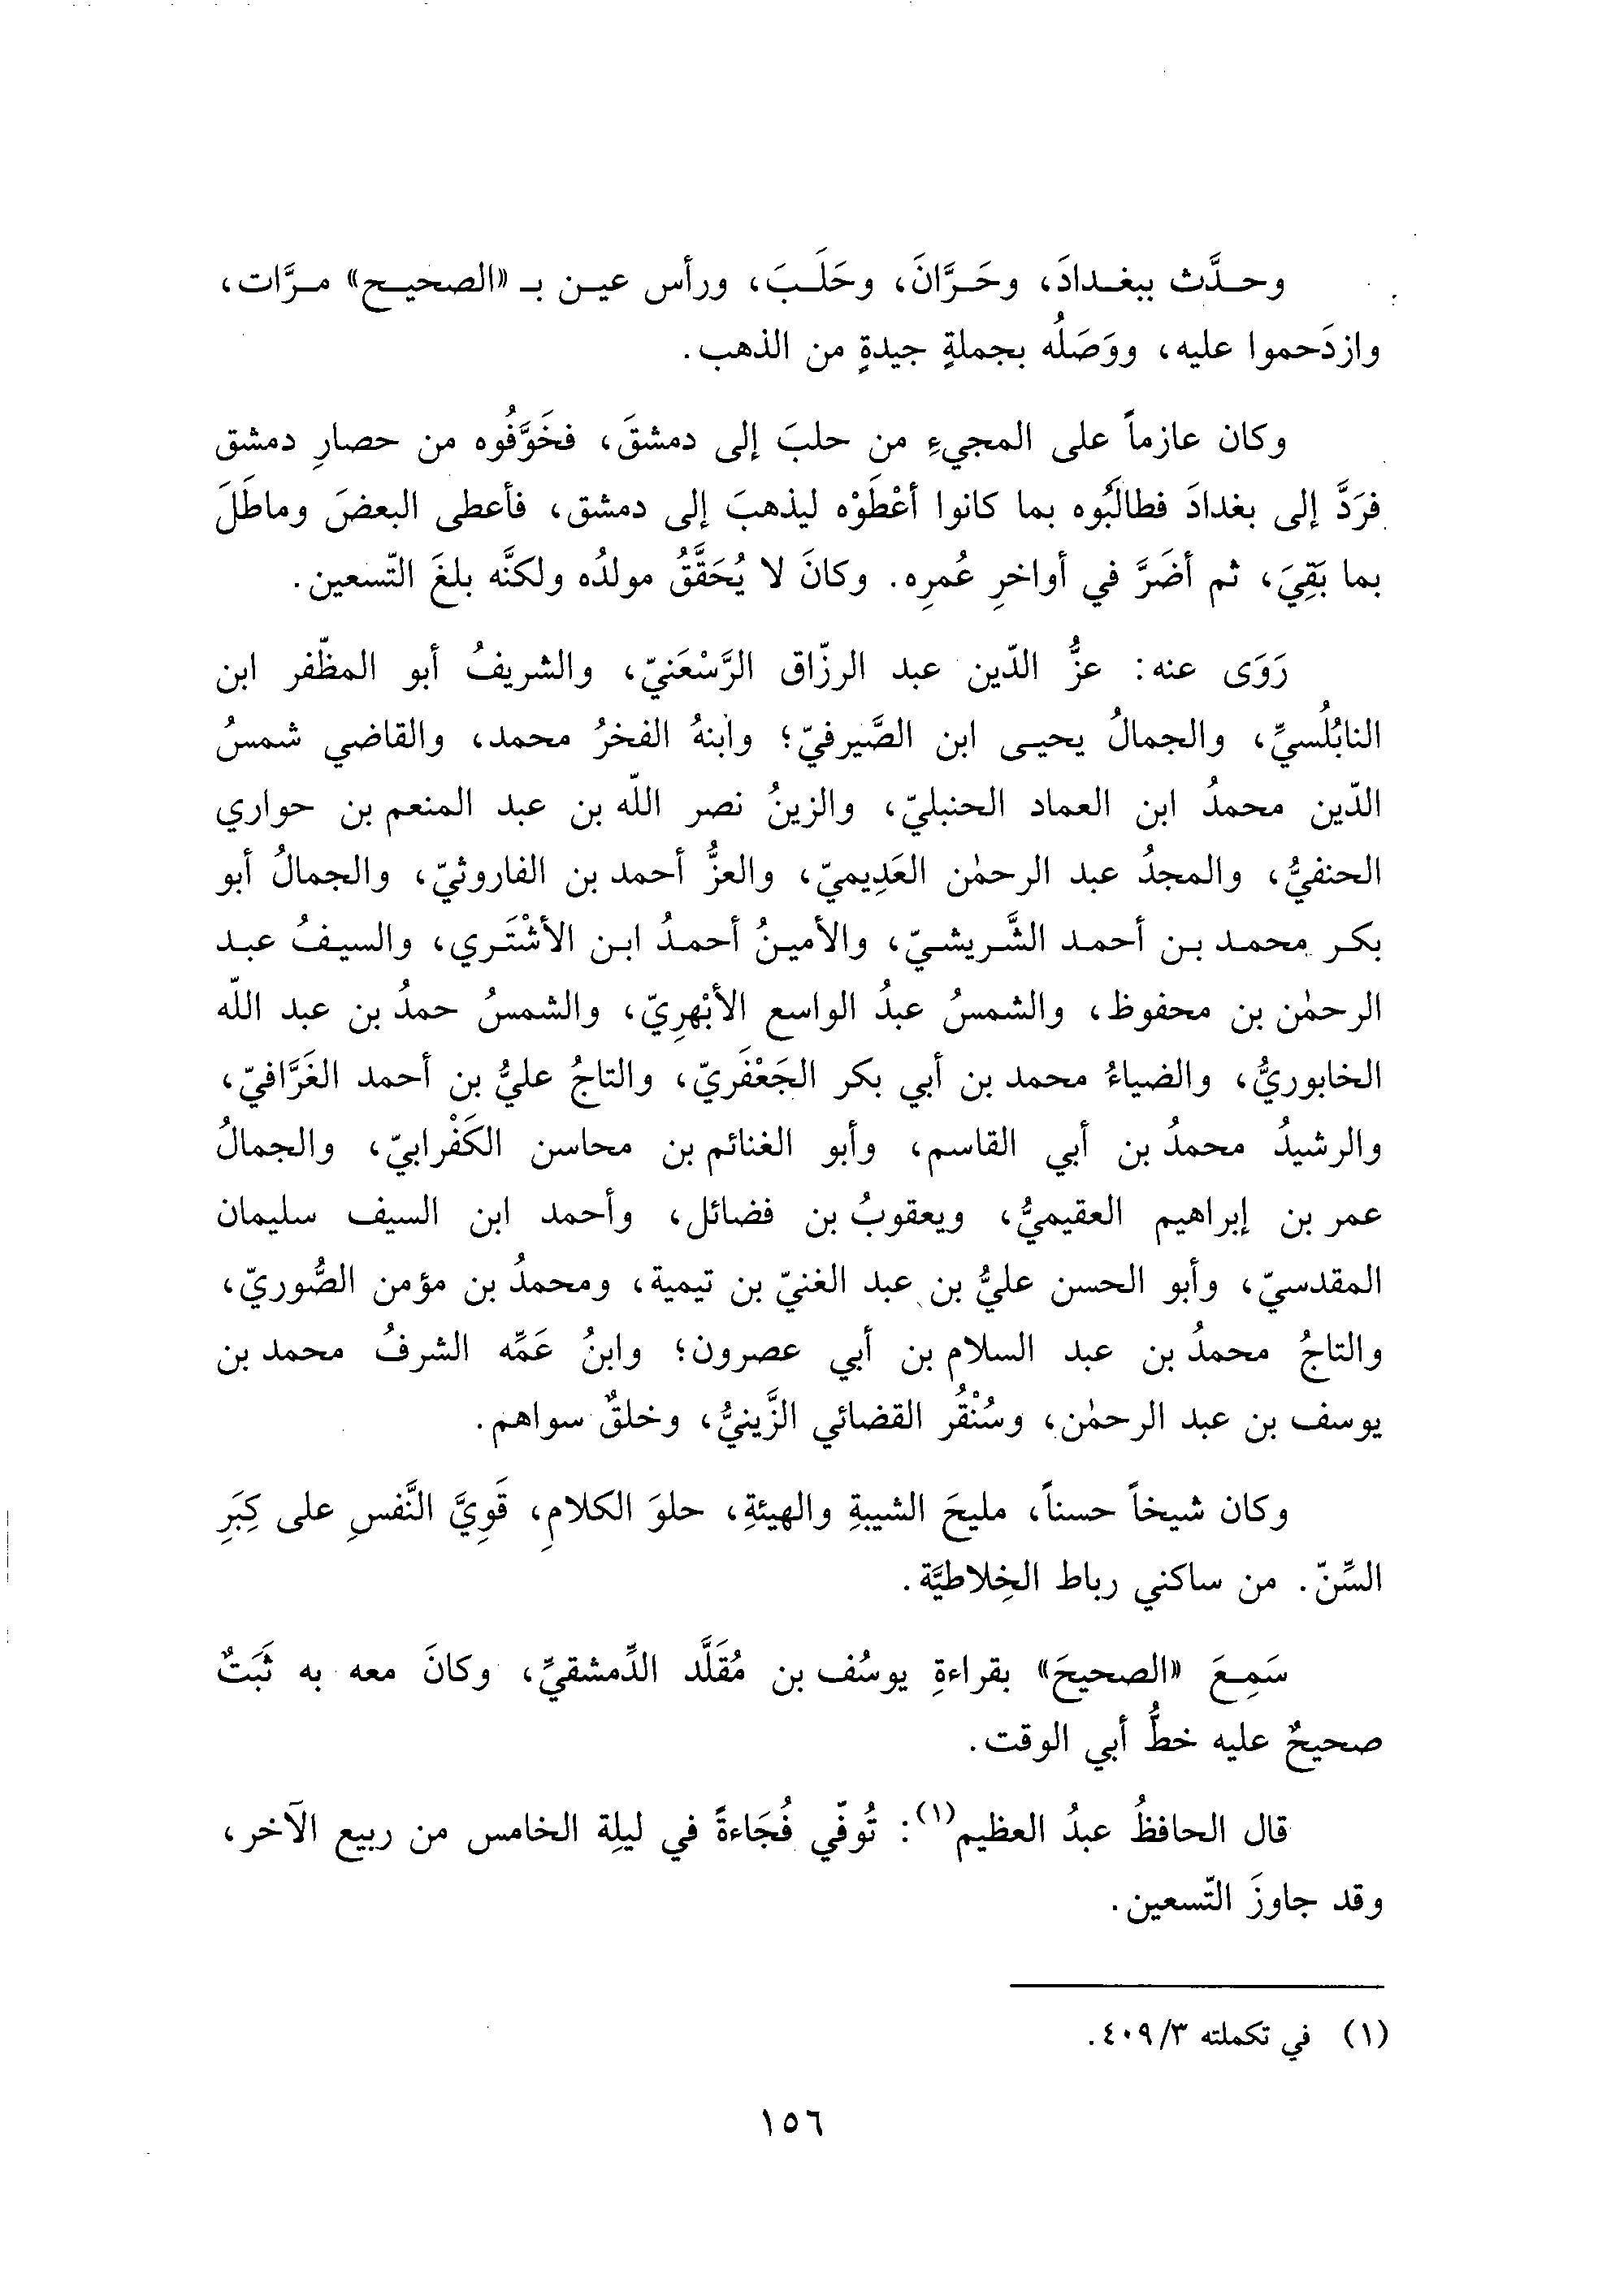 وحدَّث ببغدادَ، وحَرَّانَ، وحَلَبَ، ورأس عين بـ «الصحيح» مرَّات،
وازدَحموا عليه، ووَصَلُه بجملةٍ جيدةٍ من الذهب.
وكان عازماً على المجيءِ من حلبَ إلى دمشقَ، فخَوَّفُوه من حصارِ دمشق
فرَدَّ إلى بغدادَ فطالَبُوه بما كانوا أعْطَوْه ليذهبَ إلى دمشق، فأعطى البعضَ وماطَلَ
بما بَقِيَ، ثم أضَرَّ في أواخرِ عُمرِه. وكانَ لا يُحَقَّقُ مولدُه ولكنَّه بلغَ التّسعين.
رَوَى عنه: عزُّ الدّين عبد الرزّاق الرَّسْعَنيّ، والشريفُ أبو المظّفر ابن
النابُلُسيِّ، والجمالُ يحيى ابن الصَّيرفيّ؛ وابنهُ الفخرُ محمد، والقاضي شمسُ
الدّين محمدُ ابن العماد الحنبليّ، والزينُ نصر اللّه بن عبد المنعم بن حواري
الحنفيُّ، والمجدُ عبد الرحمٰن العَدِيميّ، والعزُّ أحمد بن الفاروثيّ، والجمالُ أبو
بكر محمد بن أحمد الشَّريشيّ، والأمينُ أحمدُ ابن الأشْتَري، والسيفُ عبد
الرحمٰن بن محفوظ، والشمسُ عبدُ الواسع الأبْهرِيّ، والشمسُ حمدُ بن عبد اللّه
الخابوريُّ، والضياءُ محمد بن أبي بكر الجَعْفَريّ، والتاجُ عليُّ بن أحمد الغَرَّافيّ،
والرشيدُ محمدُ بن أبي القاسم، وأبو الغنائم بن محاسن الكَفْرابيّ، والجمالُ
عمر بن إبراهيم العقيميُّ، ويعقوبُ بن فضائل، وأحمد ابن السيف سليمان
المقدسيّ، وأبو الحسن عليُّ بن عبد الغنيّ بن تيمية، ومحمدُ بن مؤمن الصُّوريّ،
والتاجُ محمدُ بن عبد السلام بن أبي عصرون؛ وابنُ عَمِّه الشرفُ محمد بن
يوسف بن عبد الرحمٰن، وسُنْقُر القضائي الزَّينيُّ، وخلقٌ سواهم.
وكان شيخاً حسناً، مليحَ الشيبةِ والهيئةِ، حلوَ الكلامِ، قَوِيَّ النَّفسِ على كِبَرِ
السِّنّ. من ساكني رباط الخِلاطيَّة.
سَمِعَ «الصحيحَ» بقراءةِ يوسُف بن مُقَلَّد الدِّمشقيِّ، وكانَ معه به ثَبَتٌ
صحيحٌ عليه خطُّ أبي الوقت.
قال الحافظُ عبدُ العظيم(١): تُوفّي فُجَاءةً في ليلِة الخامس من ربيع الآخر،
وقد جاوزَ التّسعين.
(١) في تكملته ٣/ ٤٠٩.
١٥٦